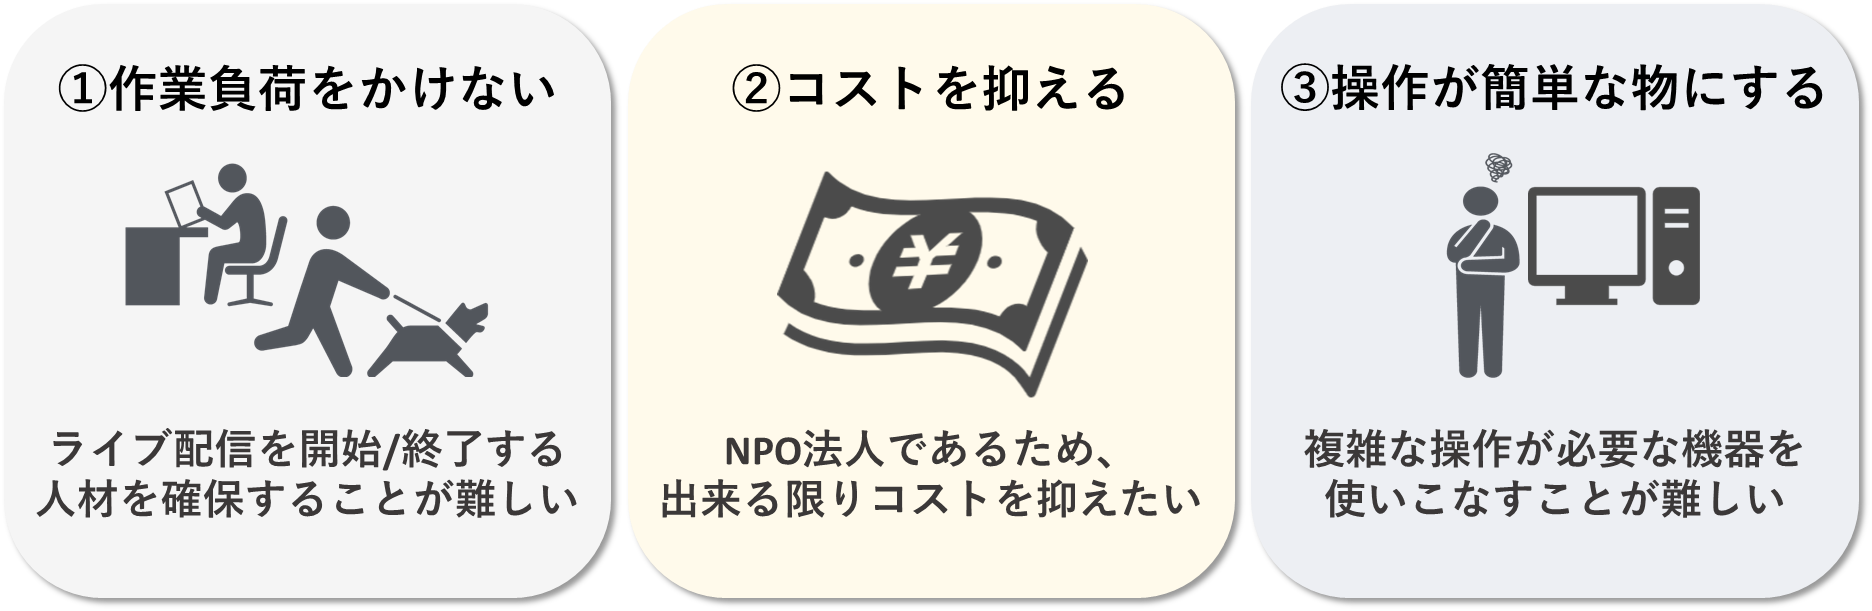 ①作業負荷をかけない
ライブ配信を開始/終了する
人材を確保することが難しい
②コストを抑える
¥
NPO法人であるため、
出来る限りコストを抑えたい
③操作が簡単な物にする
複雑な操作が必要な機器を
使いこなすことが難しい